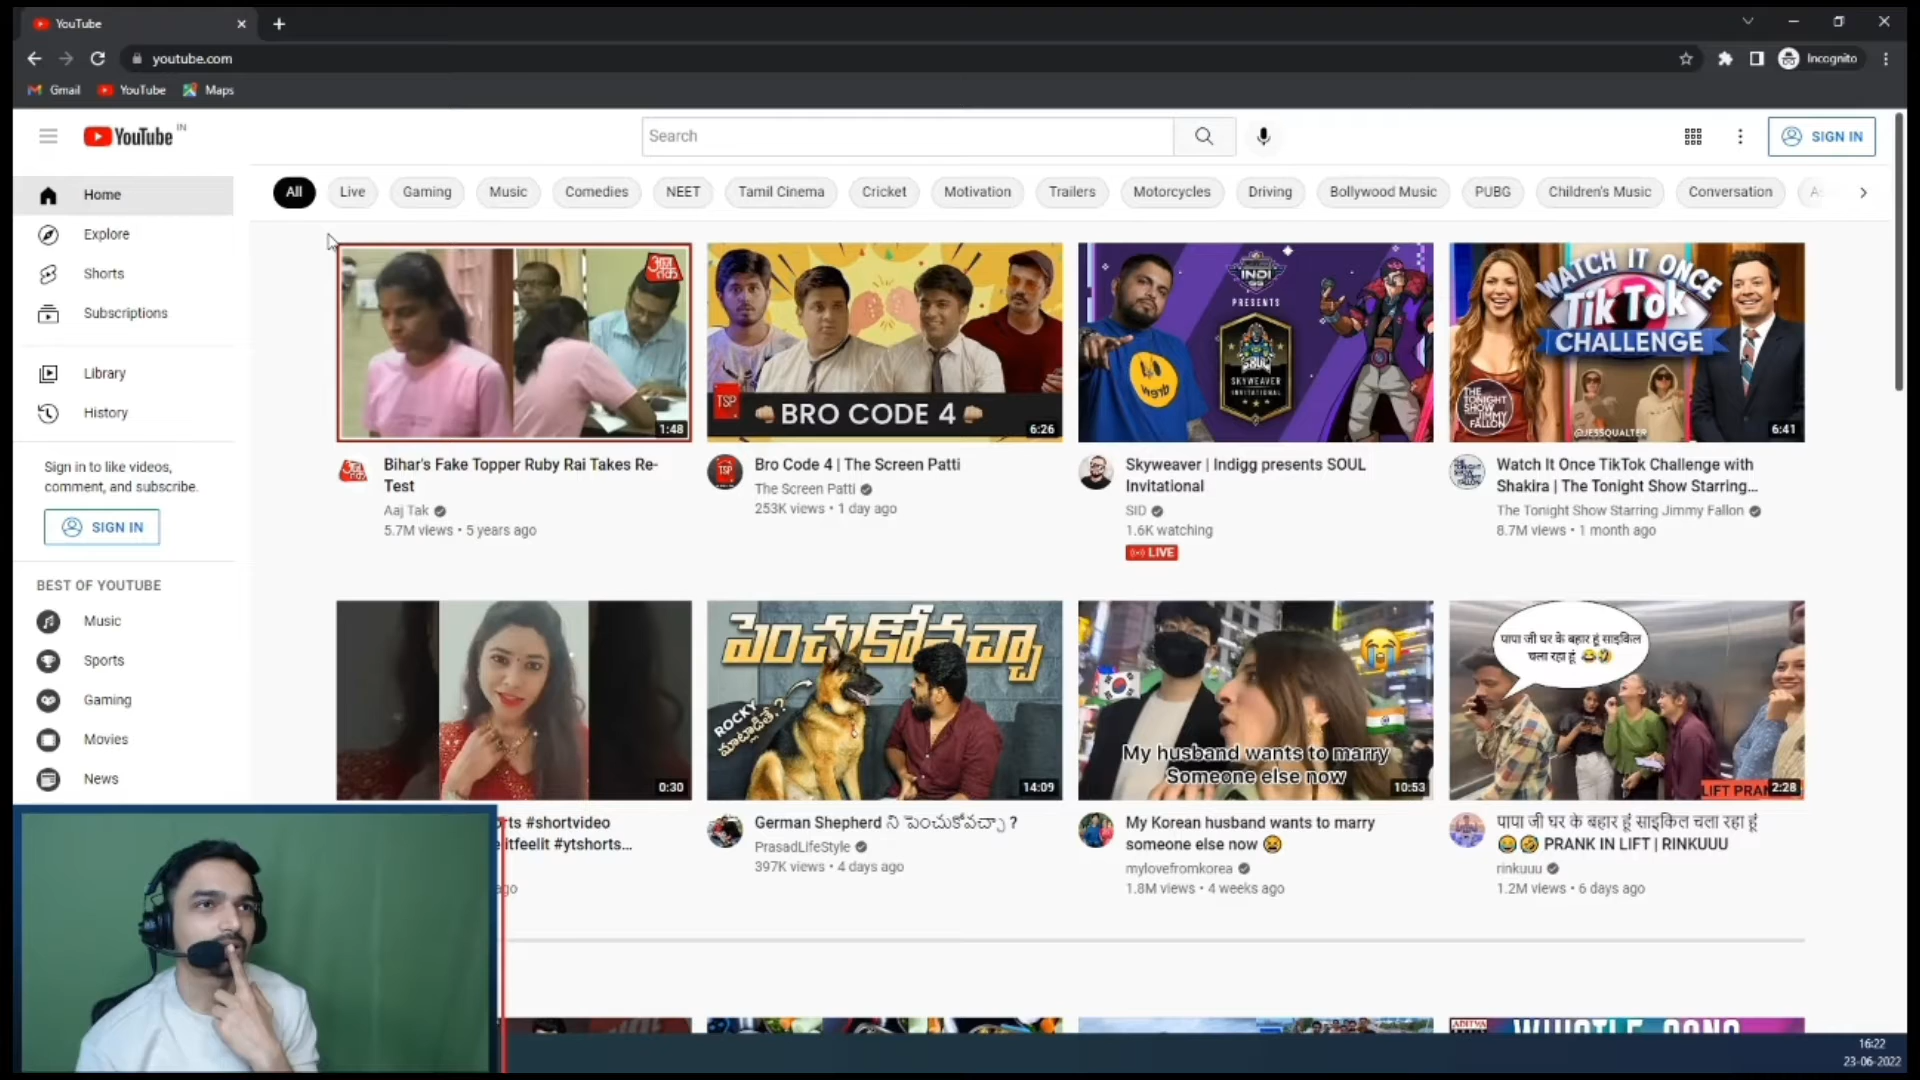 YouTube
youtube.com
Incognito
Gmail
YouTube
Maps
YouTube IN
Search
SIGN IN
Home
Explore
Shorts
Subscriptions
Library
History
Sign in to like videos,
comment, and subscribe.
SIGN IN
BEST OF YOUTUBE
Music
Sports
Gaming
Movies
News
All
Live
Gaming
Music
Comedies
NEET
Tamil Cinema
Cricket
Motivation
Trailers
Motorcycles
Driving
Bollywood Music
PUBG
Children's Music
Conversation
आज
तक
1:48
Bihar's Fake Topper Ruby Rai Takes Re-
Test
Aaj Tak
5.7M views • 5 years ago
TSP
👊 BRO CODE 4 👊
6:26
Bro Code 4 | The Screen Patti
The Screen Patti
253K views • 1 day ago
INDI
PRESENTS
SOUL
SKYWEAVER
INVITATIONAL
Skyweaver | Indigg presents SOUL
Invitational
SID
1.6K watching
LIVE
WATCH IT ONCE
TikTok
CHALLENGE
THE
TONIGHT
SHOW
JIMMY
FALLON
@JESSQUALTER
6:41
Watch It Once TikTok Challenge with
Shakira | The Tonight Show Starring...
The Tonight Show Starring Jimmy Fallon
8.7M views • 1 month ago
0:30
rts #shortvideo
itfeelit #ytshorts...
go
పెంచుకోవచ్చా
ROCKY
మాట్లాడితే.?
14:09
German Shepherd ని పెంచుకోవచ్చా ?
PrasadLifeStyle
397K views • 4 days ago
My husband wants to marry
Someone else now
10:53
My Korean husband wants to marry
someone else now 😫
mylovefromkorea
1.8M views • 4 weeks ago
पापा जी घर के बहार हूं साइकिल
चला रहा हूं 😂🤣
LIFT PRAN
2:28
पापा जी घर के बहार हूं साइकिल चला रहा हूं
😂🤣 PRANK IN LIFT | RINKUUU
rinkuuu
1.2M views • 6 days ago
ADITYA
WHISTLE SONG
16:22
23-06-2022